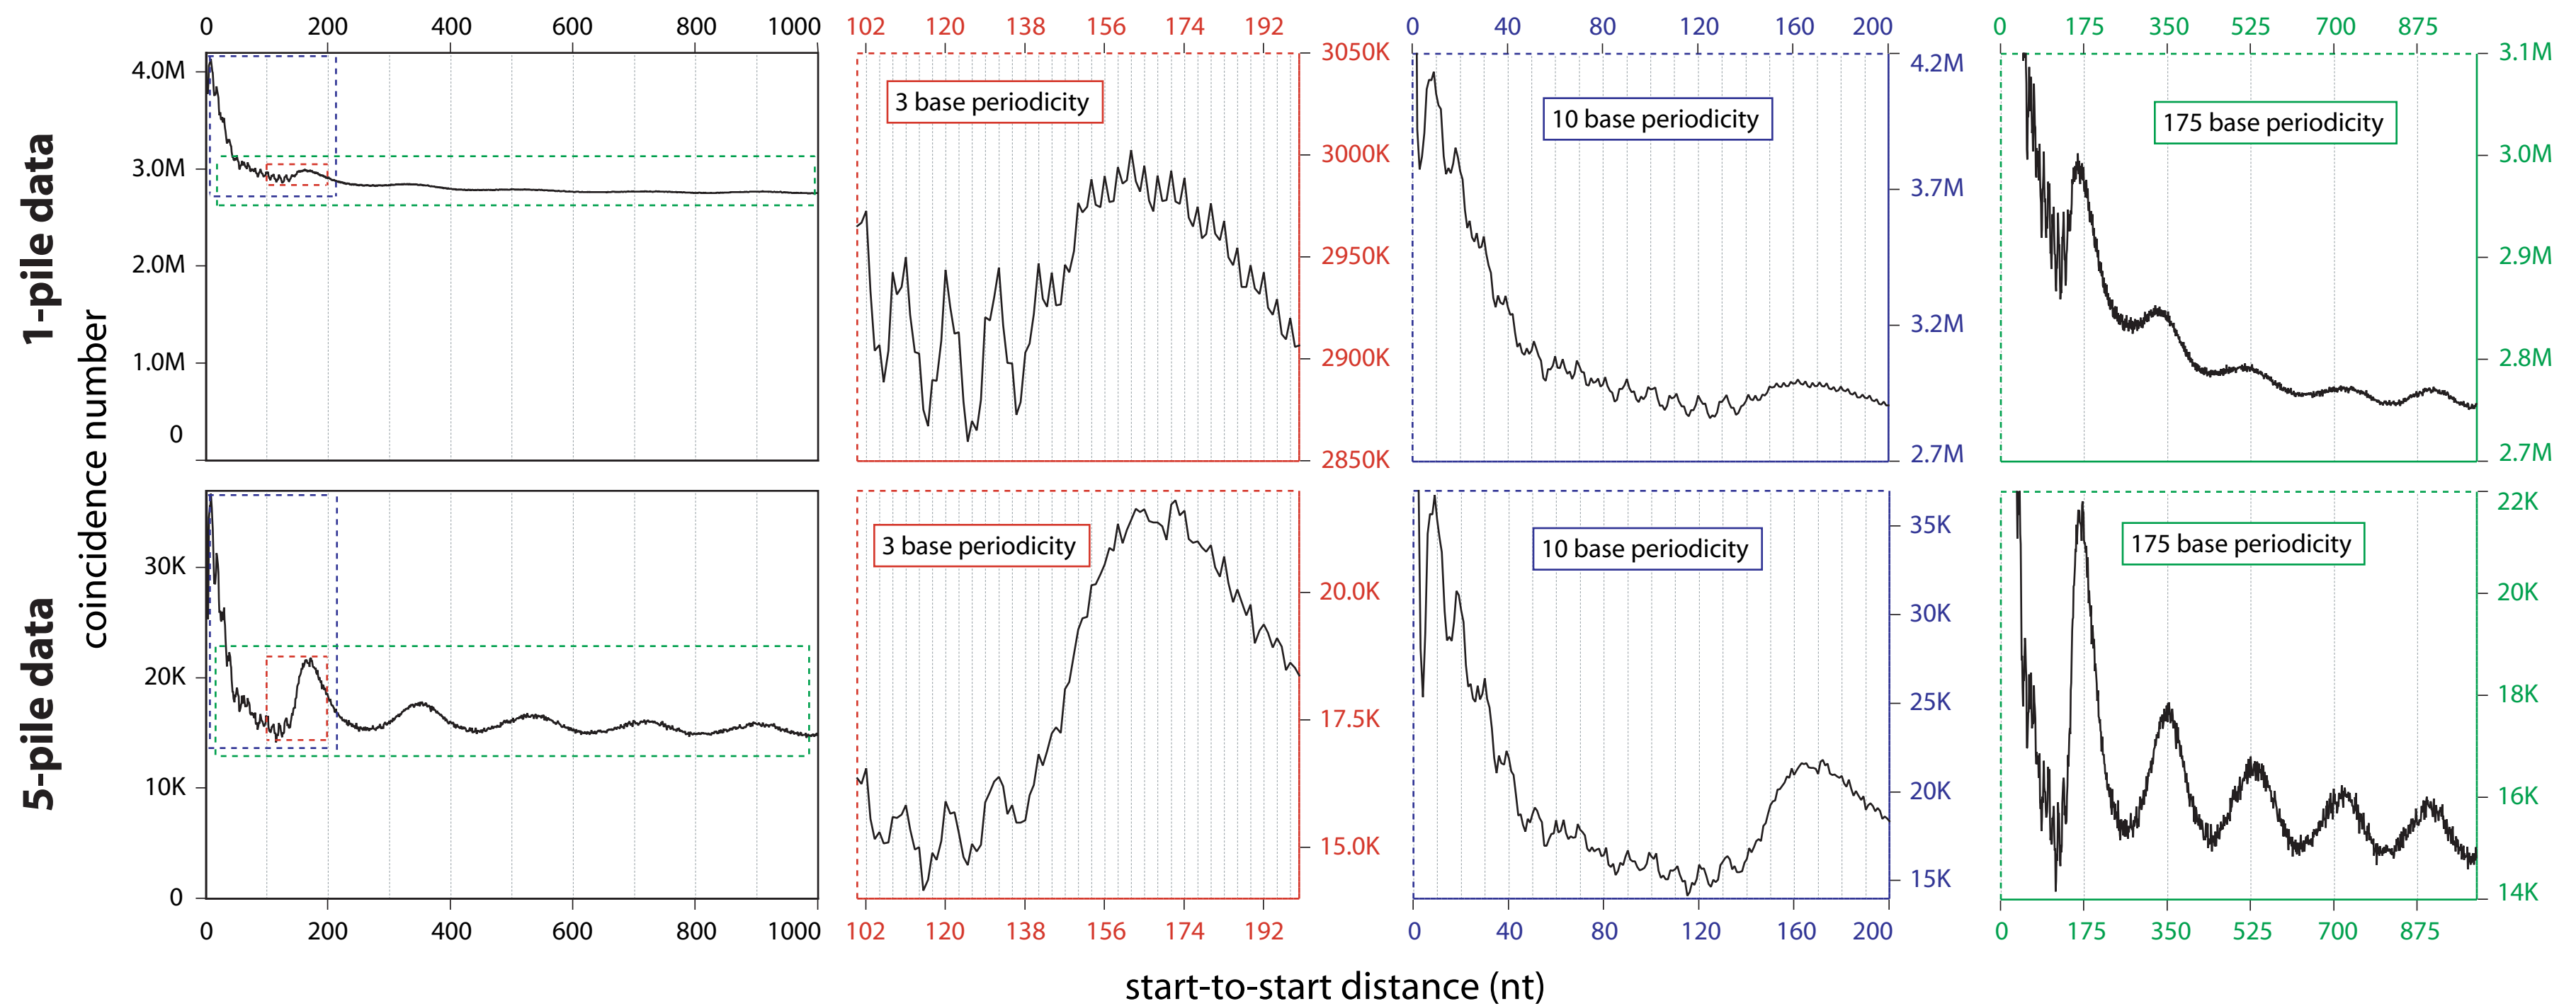 0 200 400 600 800 1000
102 120 138 156 174 192
0 40 80 120 160 200
0 175 350 525 700 875
1-pile data
4.0M
3.0M
2.0M
1.0M
0
3 base periodicity
3050K
3000K
2950K
2900K
2850K
10 base periodicity
4.2M
3.7M
3.2M
2.7M
175 base periodicity
3.1M
3.0M
2.9M
2.8M
2.7M
coincidence number
5-pile data
30K
20K
10K
0
3 base periodicity
20.0K
17.5K
15.0K
10 base periodicity
35K
30K
25K
20K
15K
175 base periodicity
22K
20K
18K
16K
14K
0 200 400 600 800 1000
102 120 138 156 174 192
0 40 80 120 160 200
0 175 350 525 700 875
start-to-start distance (nt)